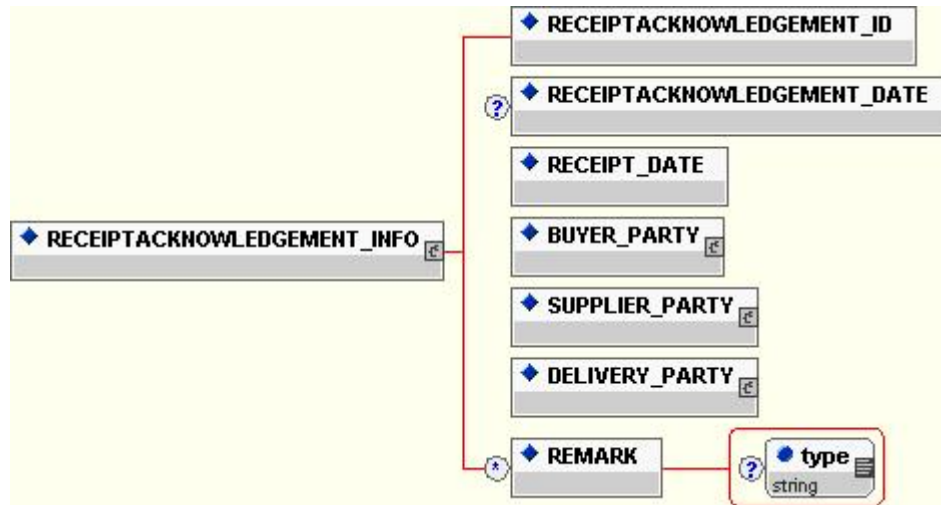 RECEIPTACKNOWLEDGEMENT_ID
? RECEIPTACKNOWLEDGEMENT_DATE
RECEIPT_DATE
RECEIPTACKNOWLEDGEMENT_INFO
BUYER_PARTY
SUPPLIER_PARTY
DELIVERY_PARTY
* REMARK
? type
string